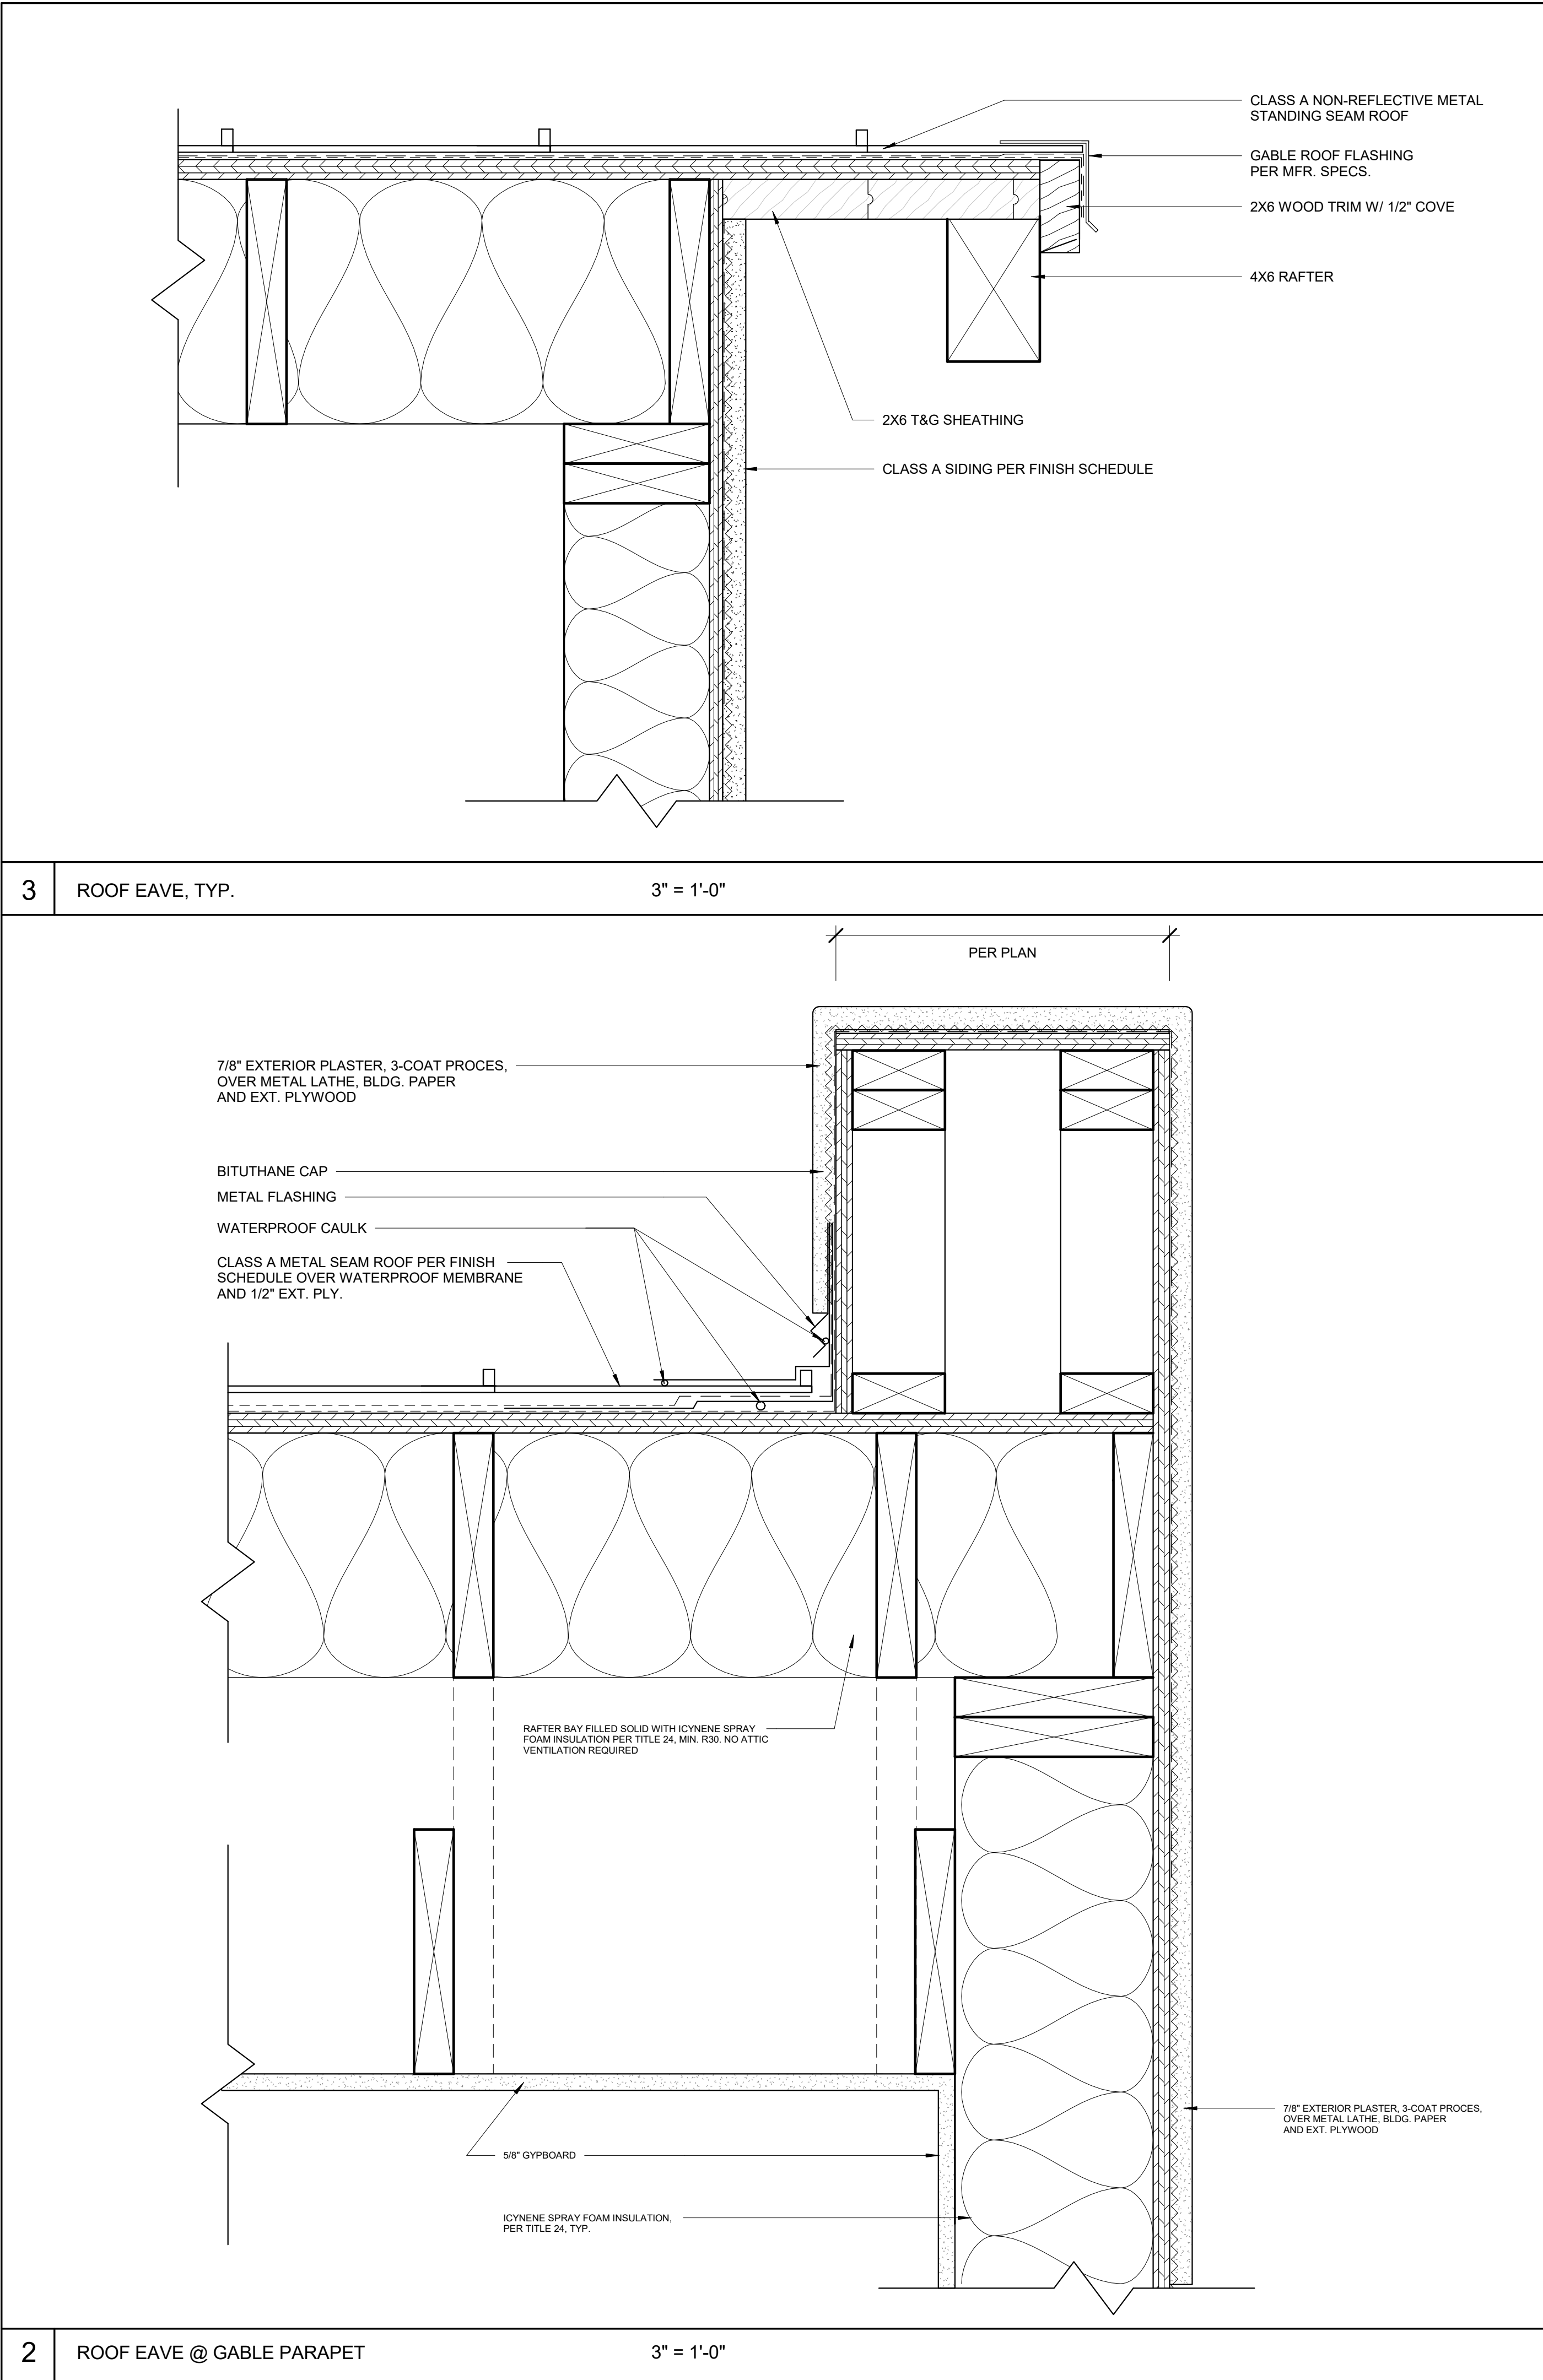 CLASS A NON-REFLECTIVE METAL
STANDING SEAM ROOF
GABLE ROOF FLASHING
PER MFR. SPECS.
2X6 WOOD TRIM W/ 1/2" COVE
4X6 RAFTER
2X6 T&G SHEATHING
CLASS A SIDING PER FINISH SCHEDULE
3 ROOF EAVE, TYP. 3" = 1'-0"
PER PLAN
7/8" EXTERIOR PLASTER, 3-COAT PROCES,
OVER METAL LATHE, BLDG. PAPER
AND EXT. PLYWOOD
BITUTHANE CAP
METAL FLASHING
WATERPROOF CAULK
CLASS A METAL SEAM ROOF PER FINISH
SCHEDULE OVER WATERPROOF MEMBRANE
AND 1/2" EXT. PLY.
RAFTER BAY FILLED SOLID WITH ICYNENE SPRAY
FOAM INSULATION PER TITLE 24, MIN. R30. NO ATTIC
VENTILATION REQUIRED
7/8" EXTERIOR PLASTER, 3-COAT PROCES,
OVER METAL LATHE, BLDG. PAPER
AND EXT. PLYWOOD
5/8" GYPBOARD
ICYNENE SPRAY FOAM INSULATION,
PER TITLE 24, TYP.
2 ROOF EAVE @ GABLE PARAPET 3" = 1'-0"